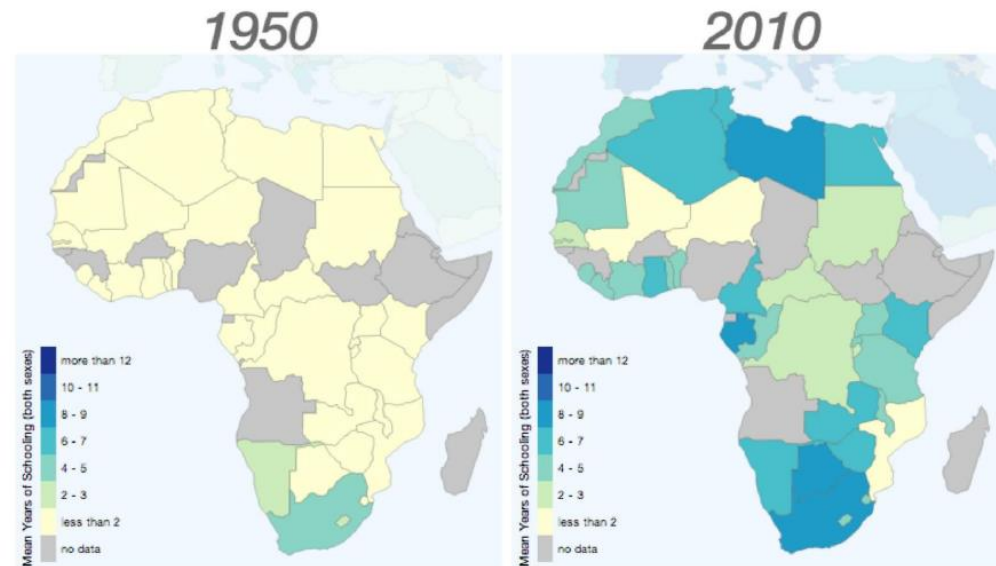 1950
2010
Mean Years of Schooling (both sexes)
more than 12
10 - 11
8 - 9
6 - 7
4 - 5
2 - 3
less than 2
no data
Mean Years of Schooling (both sexes)
more than 12
10 - 11
8 - 9
6 - 7
4 - 5
2 - 3
less than 2
no data